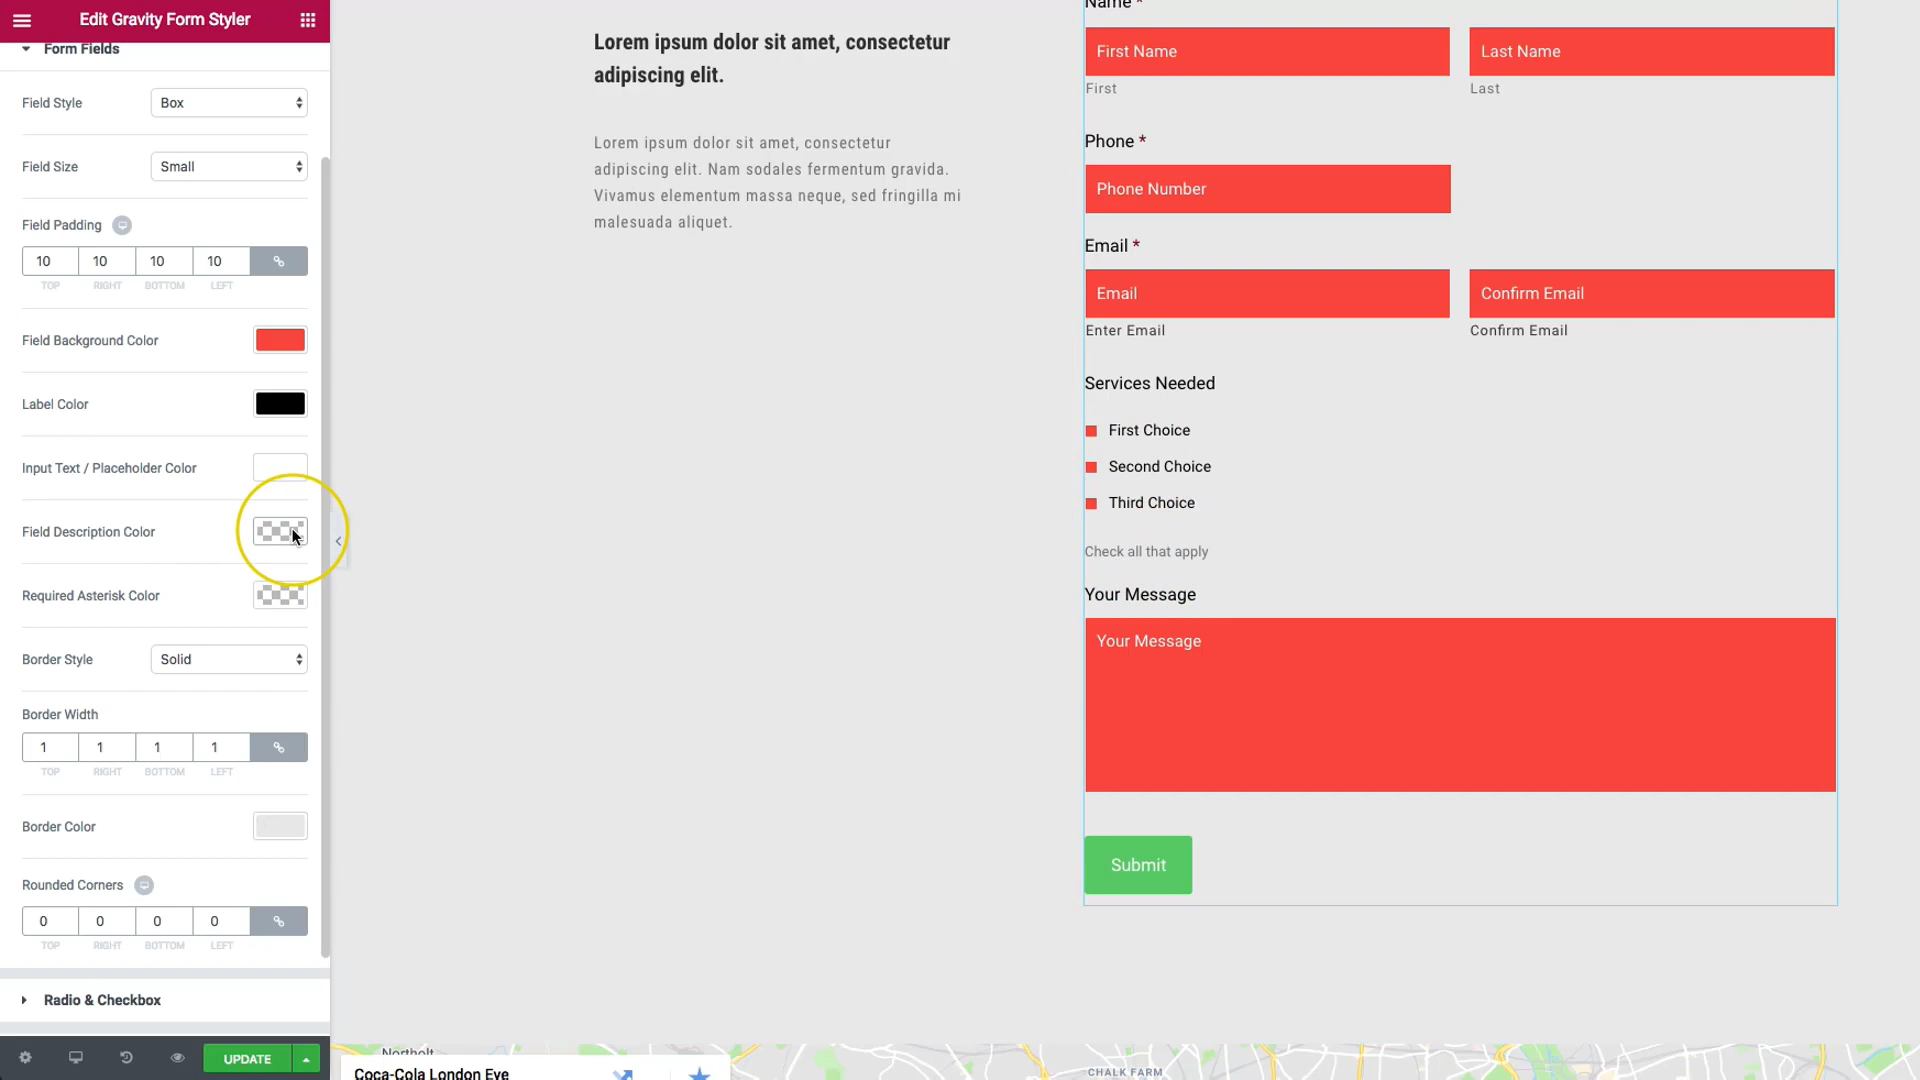 Edit Gravity Form Styler
Form Fields
Field Style
Box
Field Size
Small
Field Padding
10
10
10
10
TOP
RIGHT
BOTTOM
LEFT
Field Background Color
Label Color
Input Text / Placeholder Color
Field Description Color
Required Asterisk Color
Border Style
Solid
Border Width
1
1
1
1
TOP
RIGHT
BOTTOM
LEFT
Border Color
Rounded Corners
0
0
0
0
TOP
RIGHT
BOTTOM
LEFT
Radio & Checkbox
UPDATE
Lorem ipsum dolor sit amet, consectetur
adipiscing elit.
Lorem ipsum dolor sit amet, consectetur
adipiscing elit. Nam sodales fermentum gravida.
Vivamus elementum massa neque, sed fringilla mi
malesuada aliquet.
Name *
First Name
Last Name
First
Last
Phone *
Phone Number
Email *
Email
Confirm Email
Enter Email
Confirm Email
Services Needed
First Choice
Second Choice
Third Choice
Check all that apply
Your Message
Your Message
Submit
Northolt
Coca-Cola London Eye
CHALK FARM